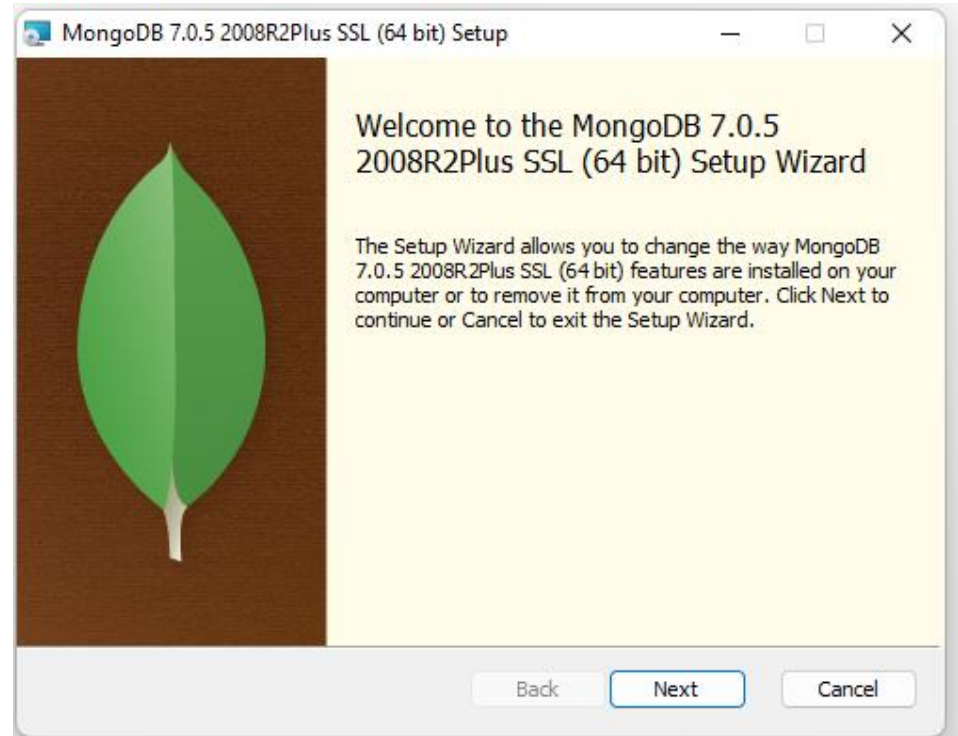 MongoDB 7.0.5 2008R2Plus SSL (64 bit) Setup
Welcome to the MongoDB 7.0.5
2008R2Plus SSL (64 bit) Setup Wizard
The Setup Wizard allows you to change the way MongoDB
7.0.5 2008R2Plus SSL (64 bit) features are installed on your
computer or to remove it from your computer. Click Next to
continue or Cancel to exit the Setup Wizard.
Back Next Cancel